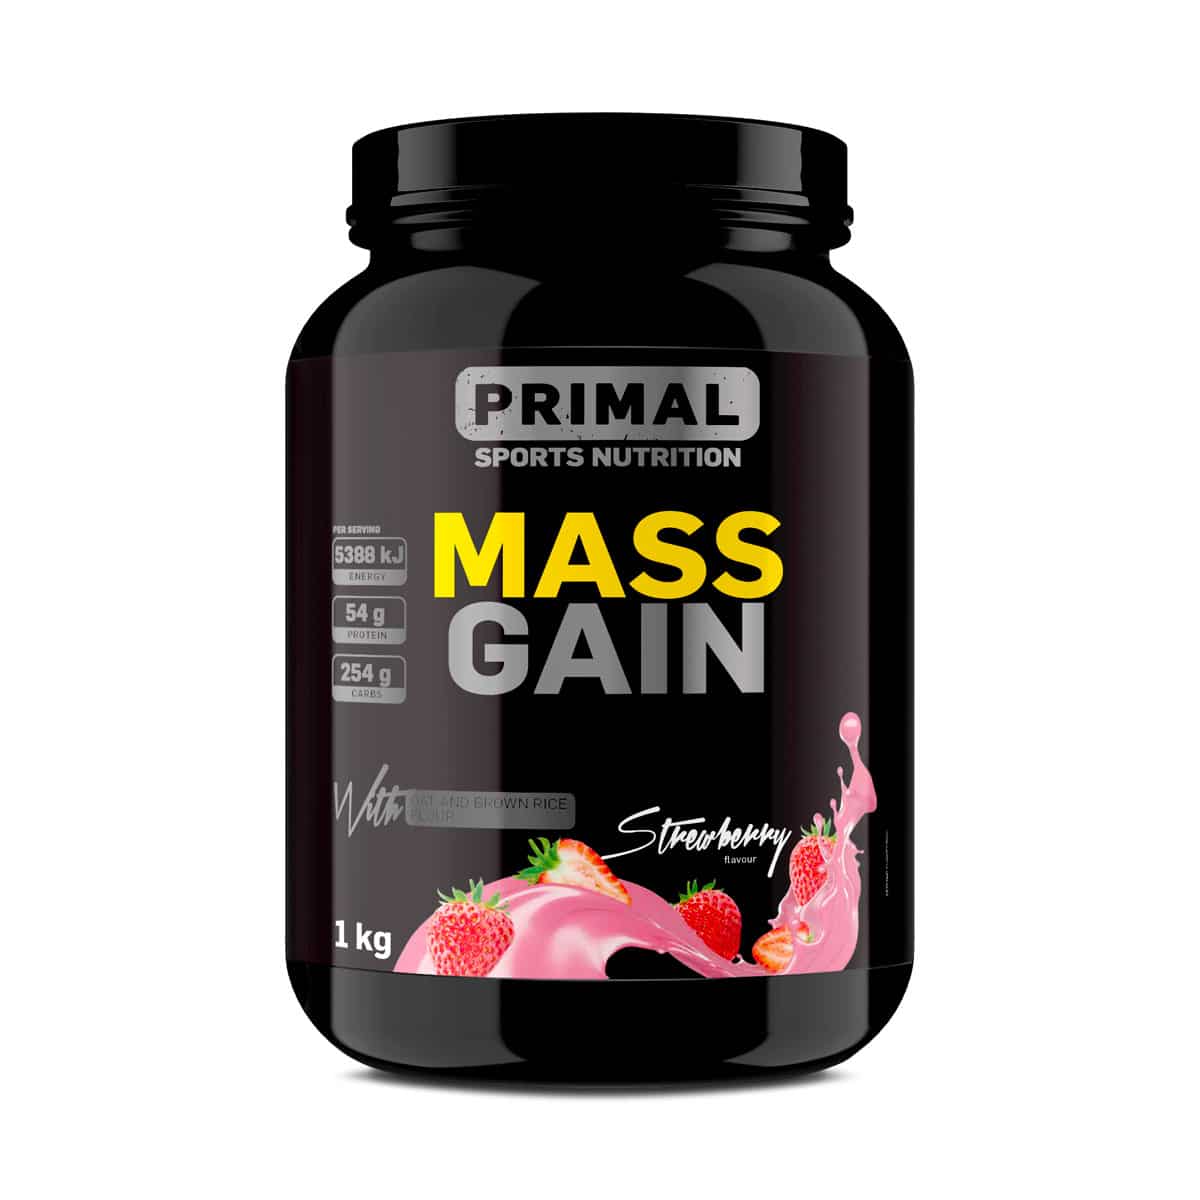 PRIMAL
SPORTS NUTRITION
MASS
GAIN
PER SERVING
5388 kJ
ENERGY
54 g
PROTEIN
254 g
CARBS
With
OAT AND BROWN RICE
FLOUR
Strewberry
flavour
1 kg